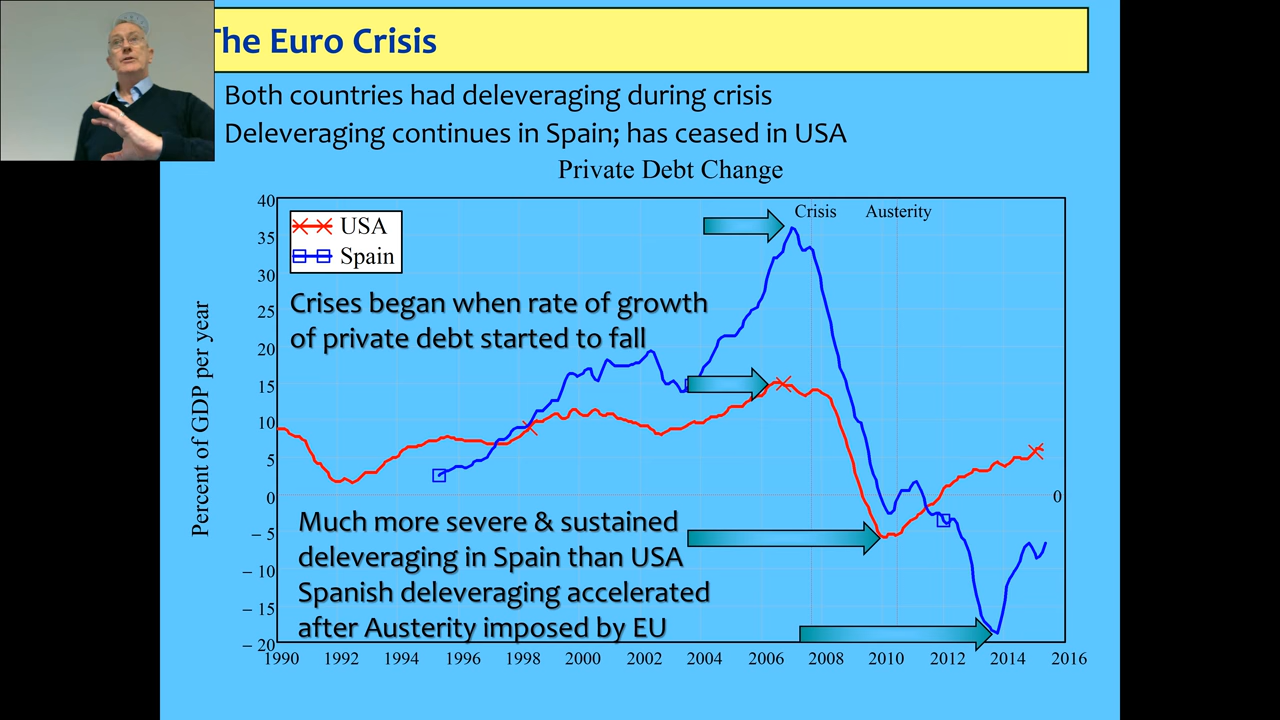 The Euro Crisis
Both countries had deleveraging during crisis
Deleveraging continues in Spain; has ceased in USA
Private Debt Change
Crisis Austerity
USA
Spain
Crises began when rate of growth
of private debt started to fall
Much more severe & sustained
deleveraging in Spain than USA
Spanish deleveraging accelerated
after Austerity imposed by EU
Percent of GDP per year
40
35
30
25
20
15
10
5
0
– 5
– 10
– 15
– 20
0
1990 1992 1994 1996 1998 2000 2002 2004 2006 2008 2010 2012 2014 2016